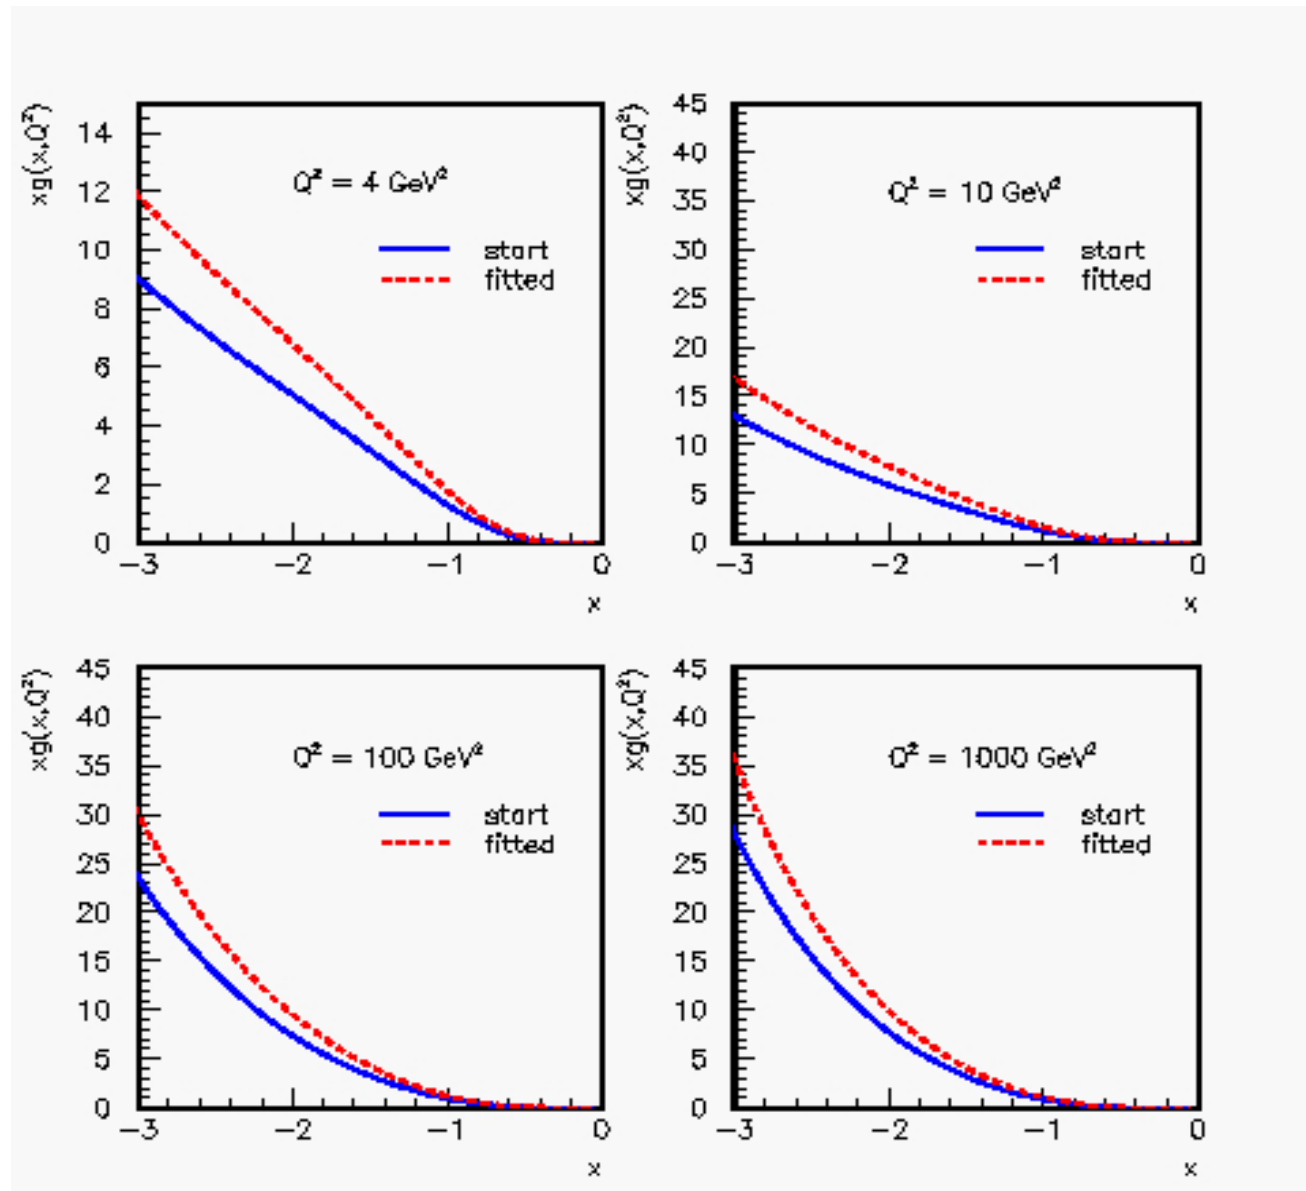 xg(x,Q²)
14
12
10
8
6
4
2
0
Q² = 4 GeV²
start
fitted
−3
−2
−1
0
x
xg(x,Q²)
45
40
35
30
25
20
15
10
5
0
Q² = 10 GeV²
start
fitted
−3
−2
−1
0
x
xg(x,Q²)
45
40
35
30
25
20
15
10
5
0
Q² = 100 GeV²
start
fitted
−3
−2
−1
0
x
xg(x,Q²)
45
40
35
30
25
20
15
10
5
0
Q² = 1000 GeV²
start
fitted
−3
−2
−1
0
x